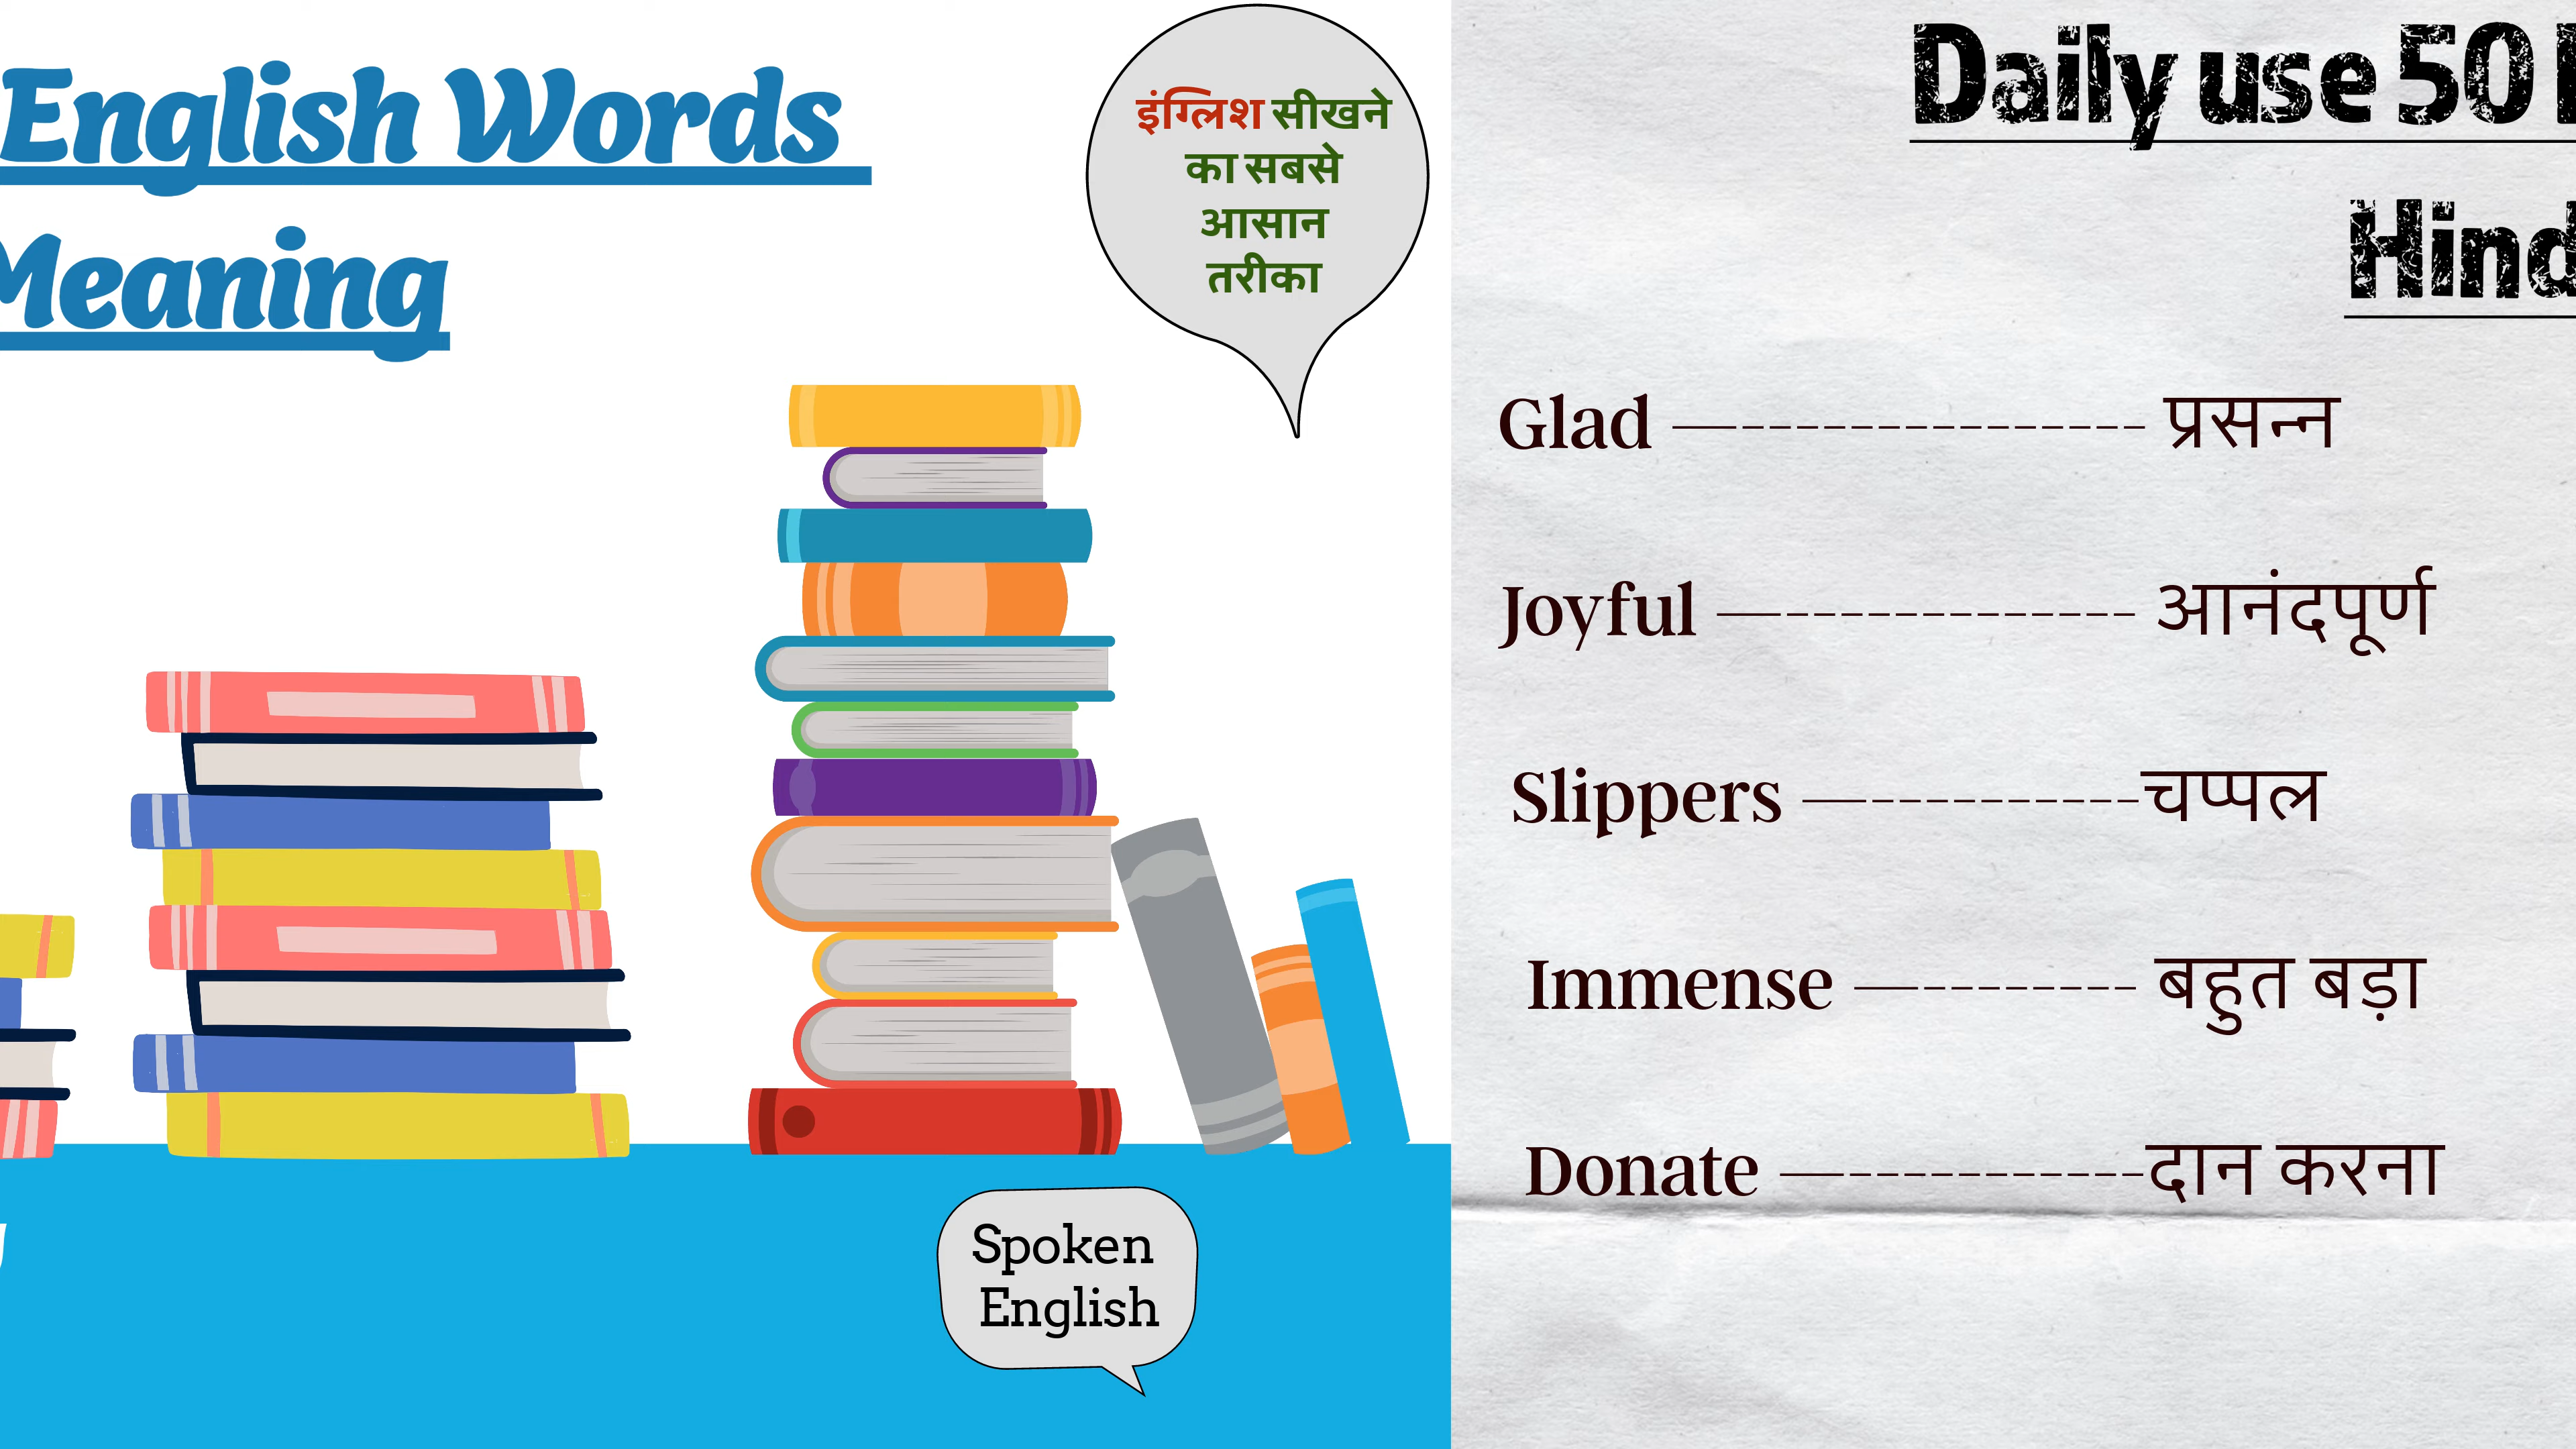 English Words
Meaning
इंग्लिश सीखने
का सबसे
आसान
तरीका
Spoken
English
Daily use 50
Hind
Glad ---------------- प्रसन्न
Joyful -------------- आनंदपूर्ण
Slippers ------------चप्पल
Immense ---------- बहुत बड़ा
Donate ------------दान करना